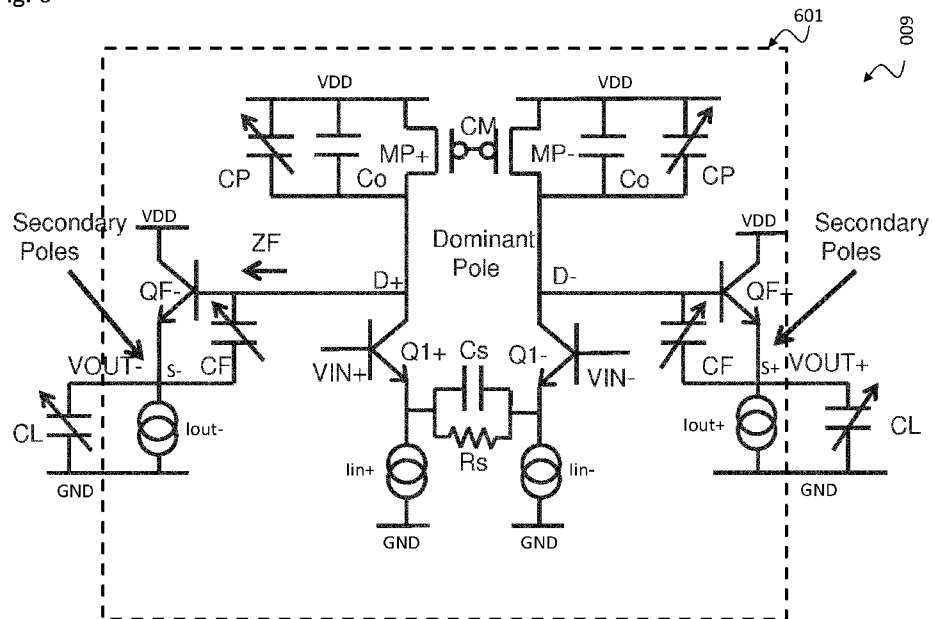 601
600
VDD
VDD
CM
MP+
MP-
CP
Co
Co
CP
Secondary
Poles
VDD
ZF
Dominant
Pole
VDD
Secondary
Poles
QF-
D+
D-
QF+
VOUT-
S-
CF
VIN+
Q1+
Cs
Q1-
VIN-
CF
S+
VOUT+
CL
Iout-
Iin+
Rs
Iin-
Iout+
CL
GND
GND
GND
GND